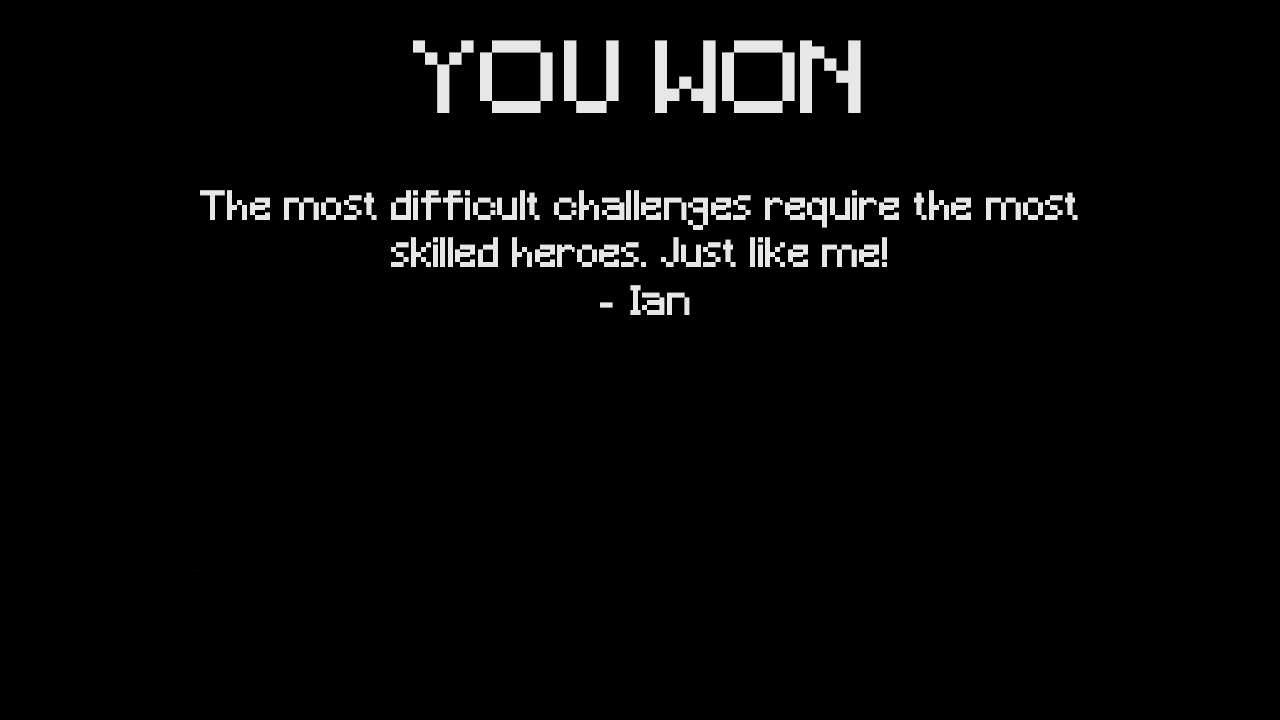 YOU WON
The most difficult challenges require the most
skilled heroes. Just like me!
- Ian